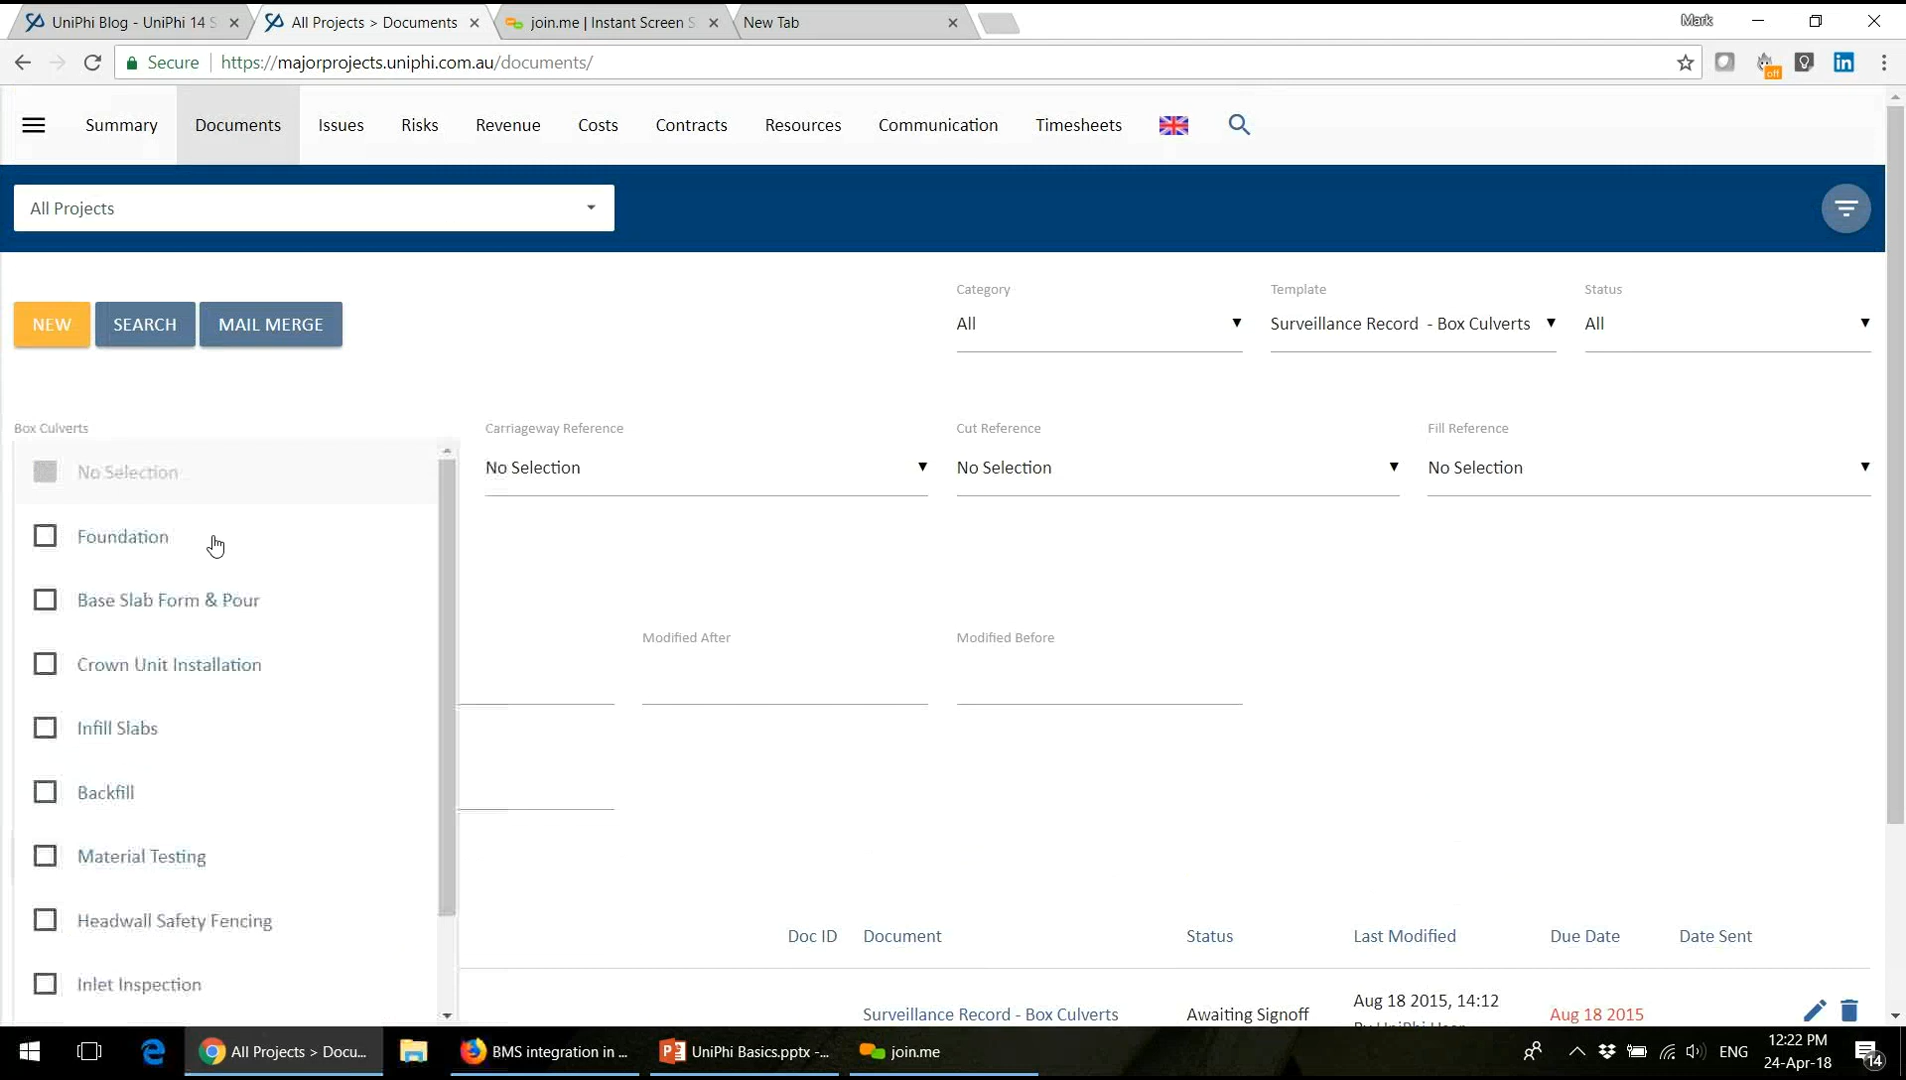 UniPhi Blog - UniPhi 14 S
All Projects > Documents
join.me | Instant Screen S
New Tab
Mark
Secure
https://majorprojects.uniphi.com.au/documents/
off
Summary
Documents
Issues
Risks
Revenue
Costs
Contracts
Resources
Communication
Timesheets
All Projects
NEW
SEARCH
MAIL MERGE
Category
Template
Status
All
Surveillance Record - Box Culverts
All
Box Culverts
Carriageway Reference
Cut Reference
Fill Reference
No Selection
No Selection
No Selection
No Selection
Foundation
Base Slab Form & Pour
Modified After
Modified Before
Crown Unit Installation
Infill Slabs
Backfill
Material Testing
Headwall Safety Fencing
Inlet Inspection
Doc ID
Document
Status
Last Modified
Due Date
Date Sent
Surveillance Record - Box Culverts
Awaiting Signoff
Aug 18 2015, 14:12
Aug 18 2015
All Projects > Docu...
BMS integration in ...
UniPhi Basics.pptx -...
join.me
ENG
12:22 PM
24-Apr-18
14